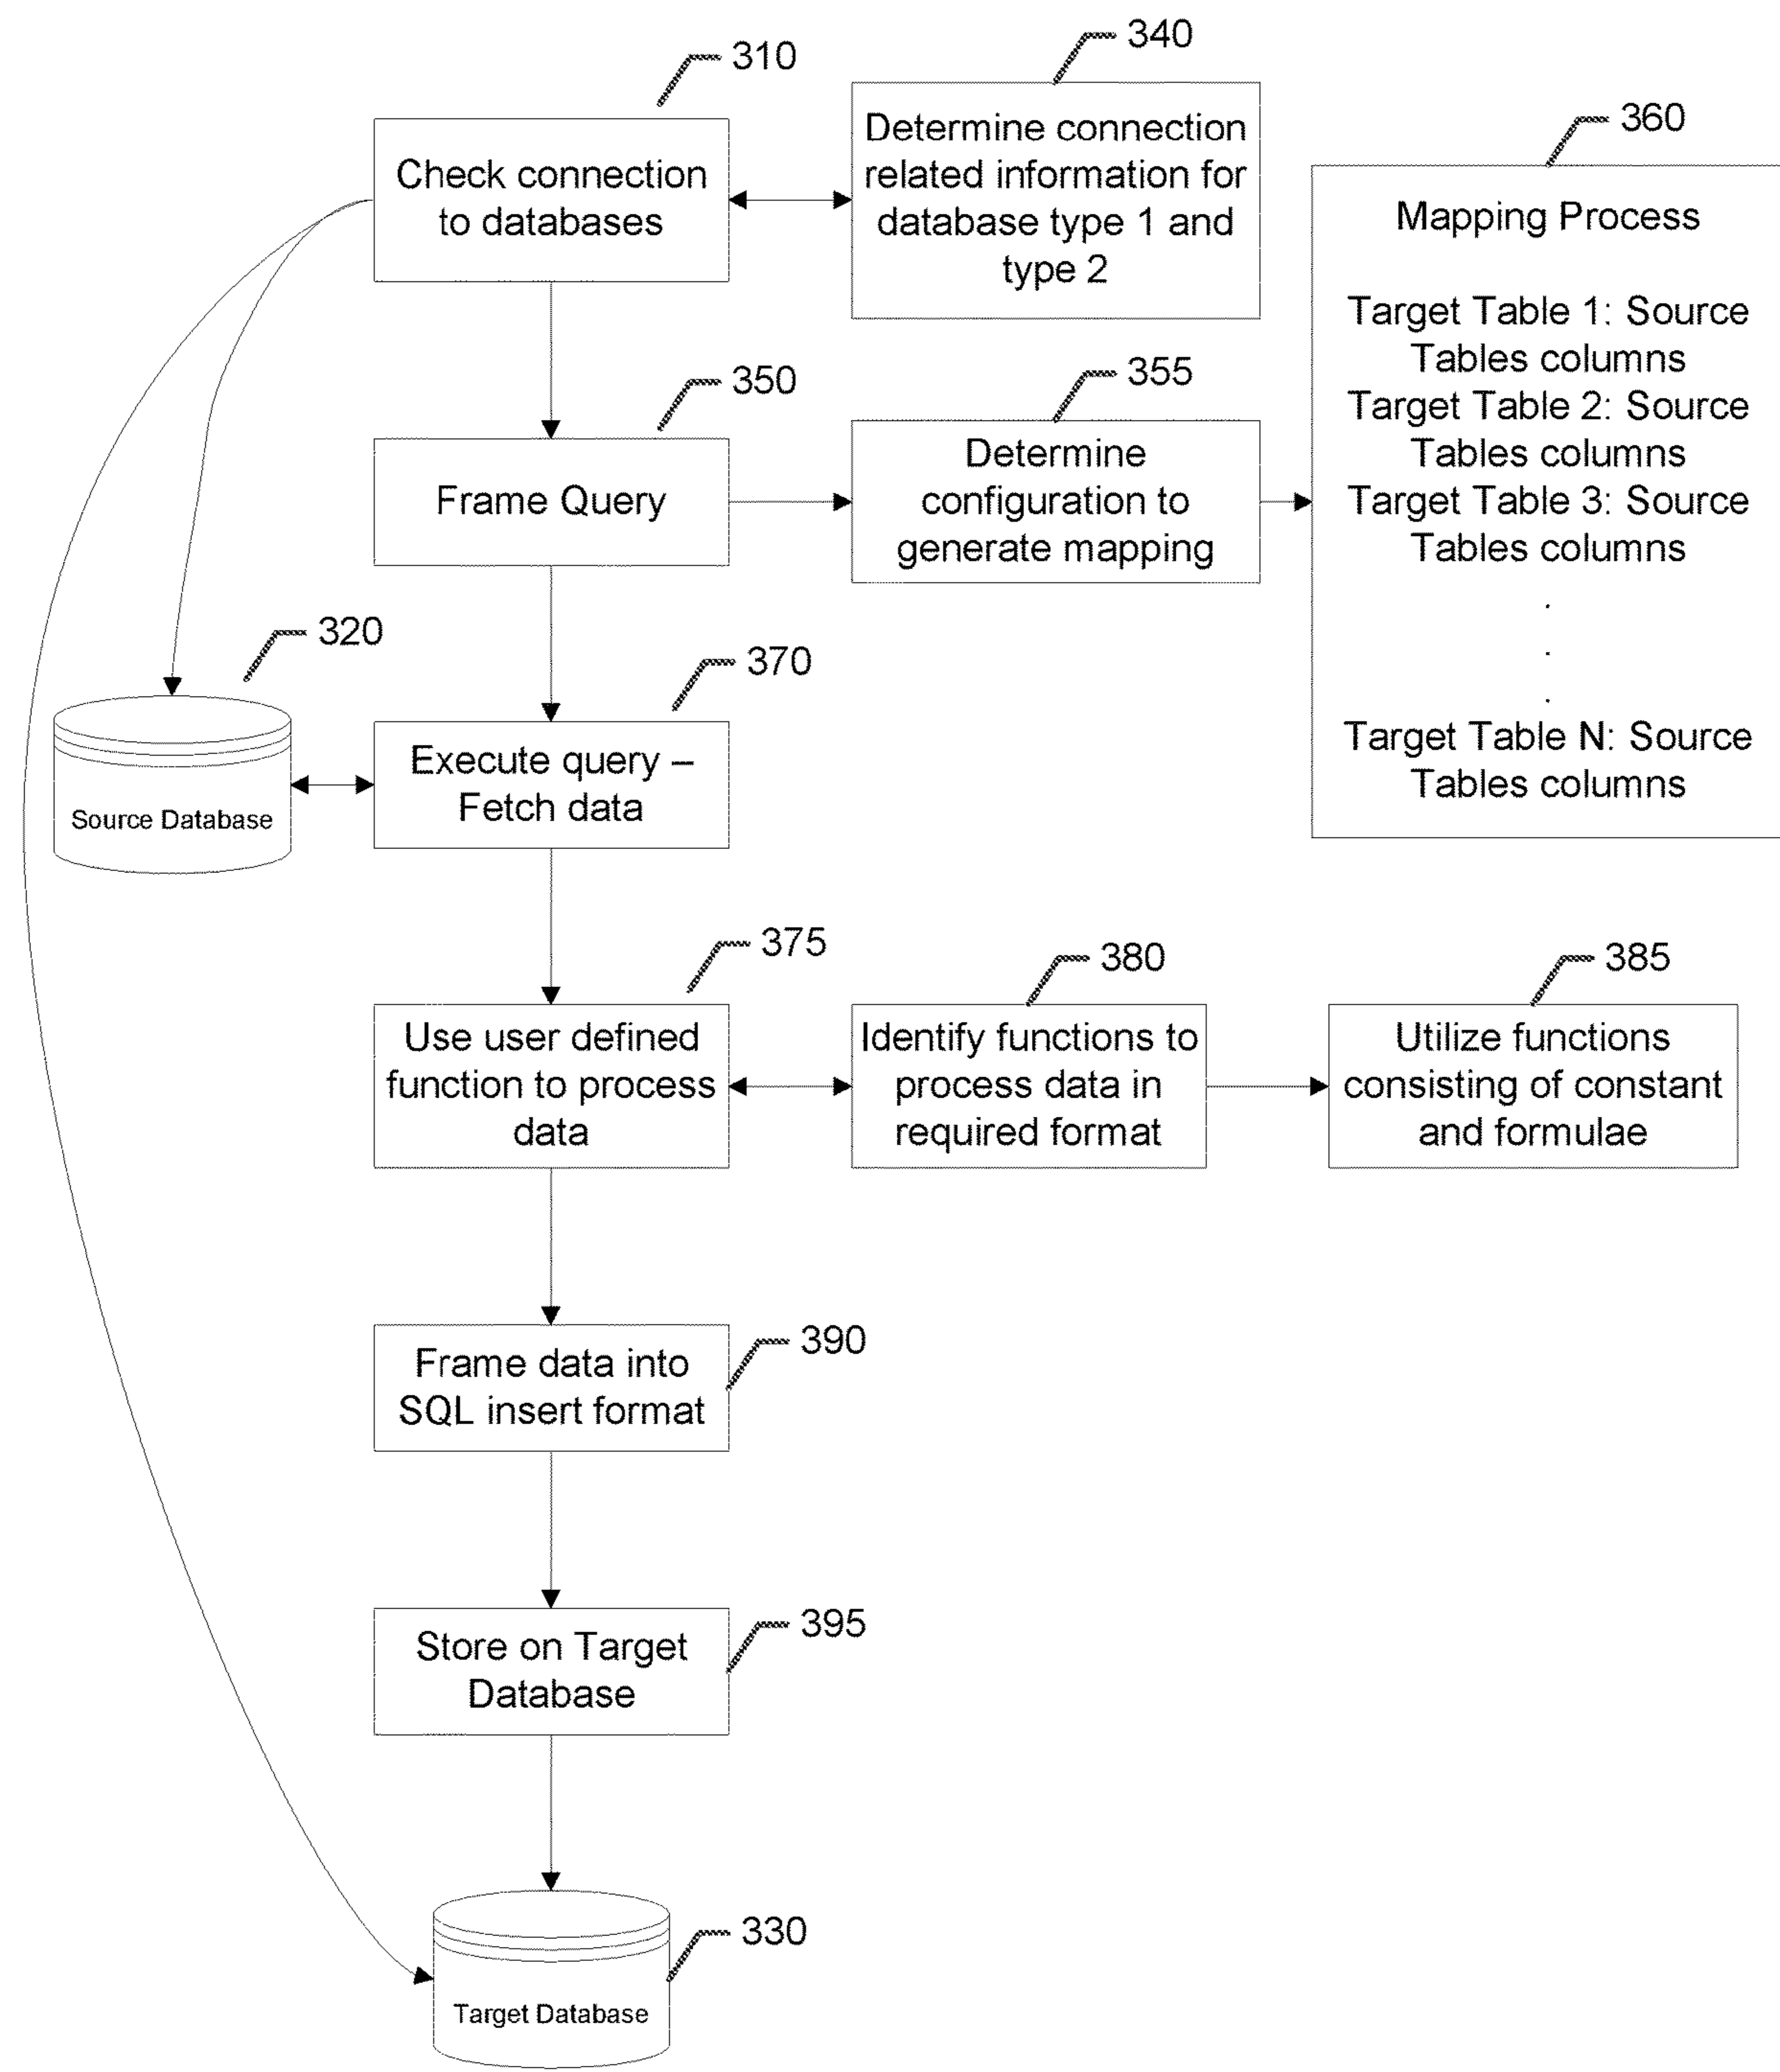 310
Check connection
to databases
340
Determine connection
related information for
database type 1 and
type 2
360
Mapping Process
Target Table 1: Source
Tables columns
Target Table 2: Source
Tables columns
Target Table 3: Source
Tables columns
.
.
.
Target Table N: Source
Tables columns
350
Frame Query
355
Determine
configuration to
generate mapping
320
Source Database
370
Execute query –
Fetch data
375
Use user defined
function to process
data
380
Identify functions to
process data in
required format
385
Utilize functions
consisting of constant
and formulae
390
Frame data into
SQL insert format
395
Store on Target
Database
330
Target Database